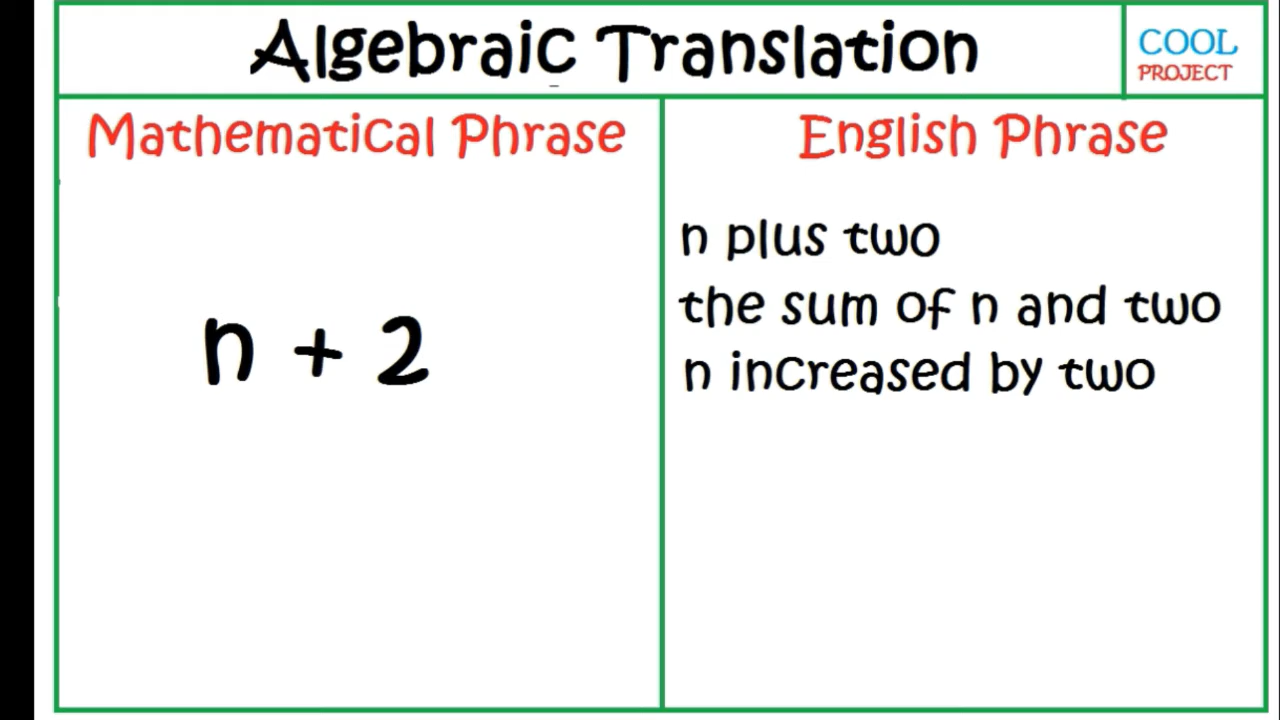 Algebraic Translation
COOL
PROJECT
Mathematical Phrase
English Phrase
n + 2
n plus two
the sum of n and two
n increased by two